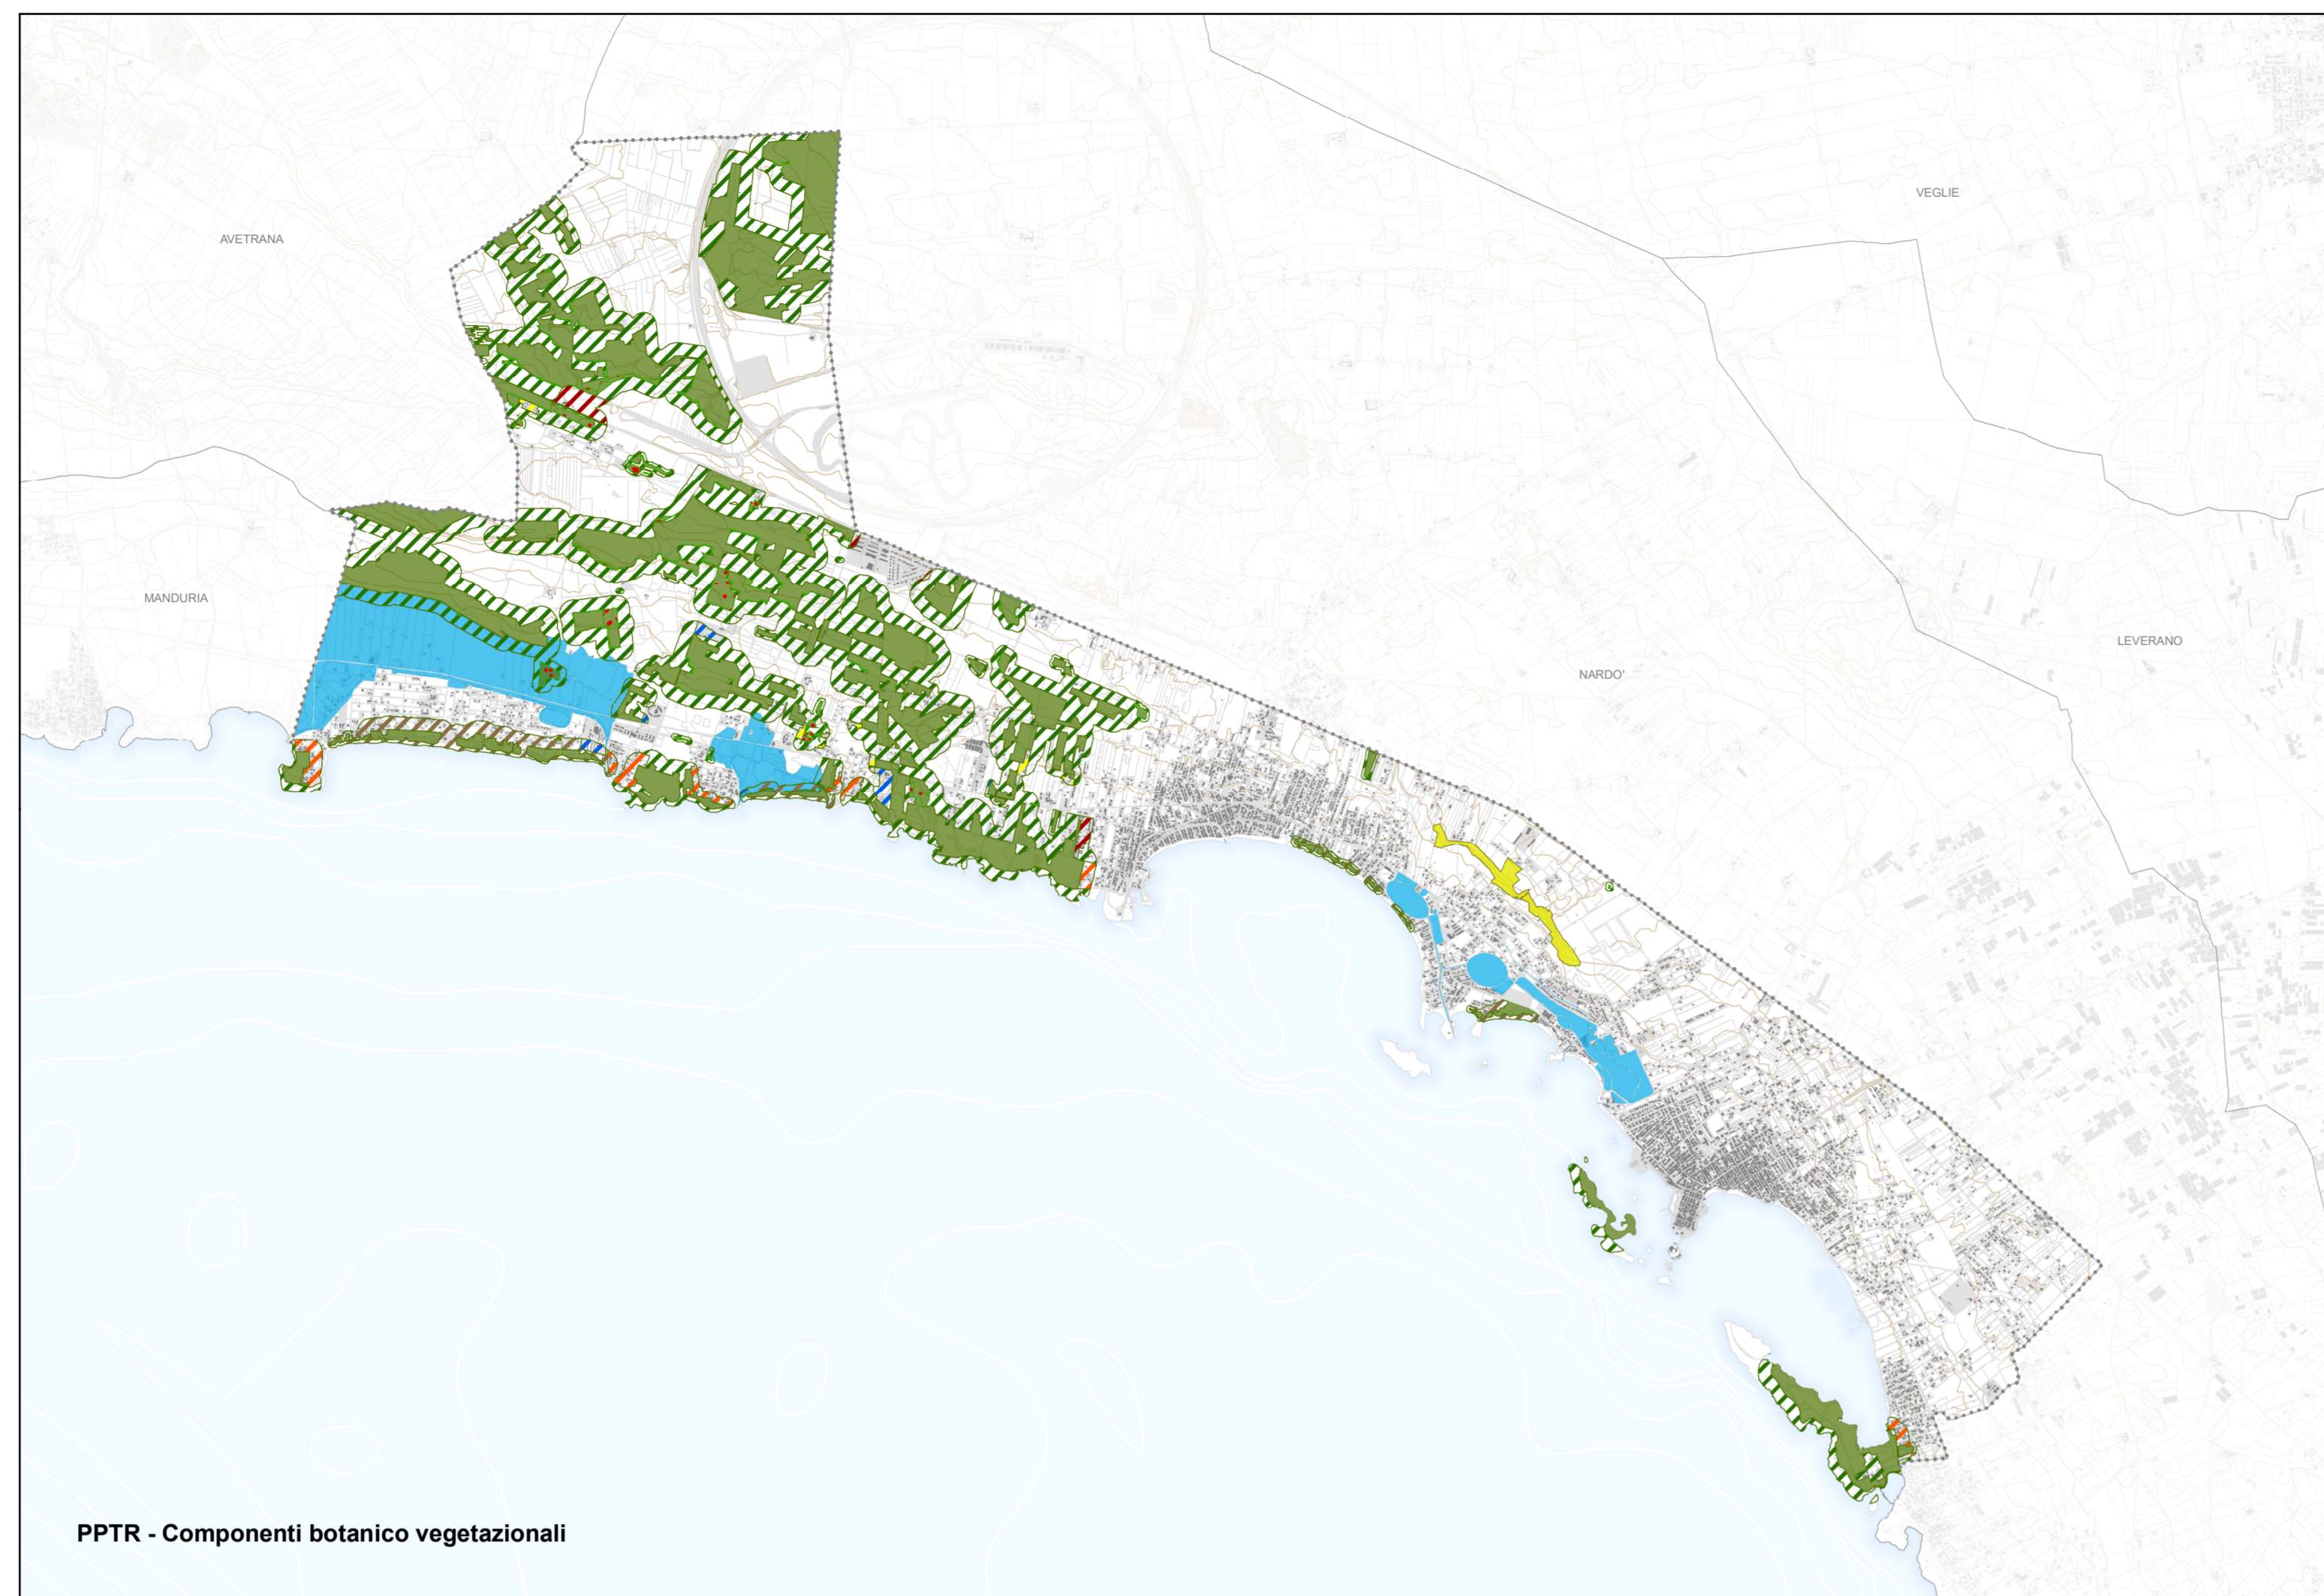 VEGLIE
AVETRANA
MANDURIA
LEVERANO
NARDO'
PPTR - Componenti botanico vegetazionali